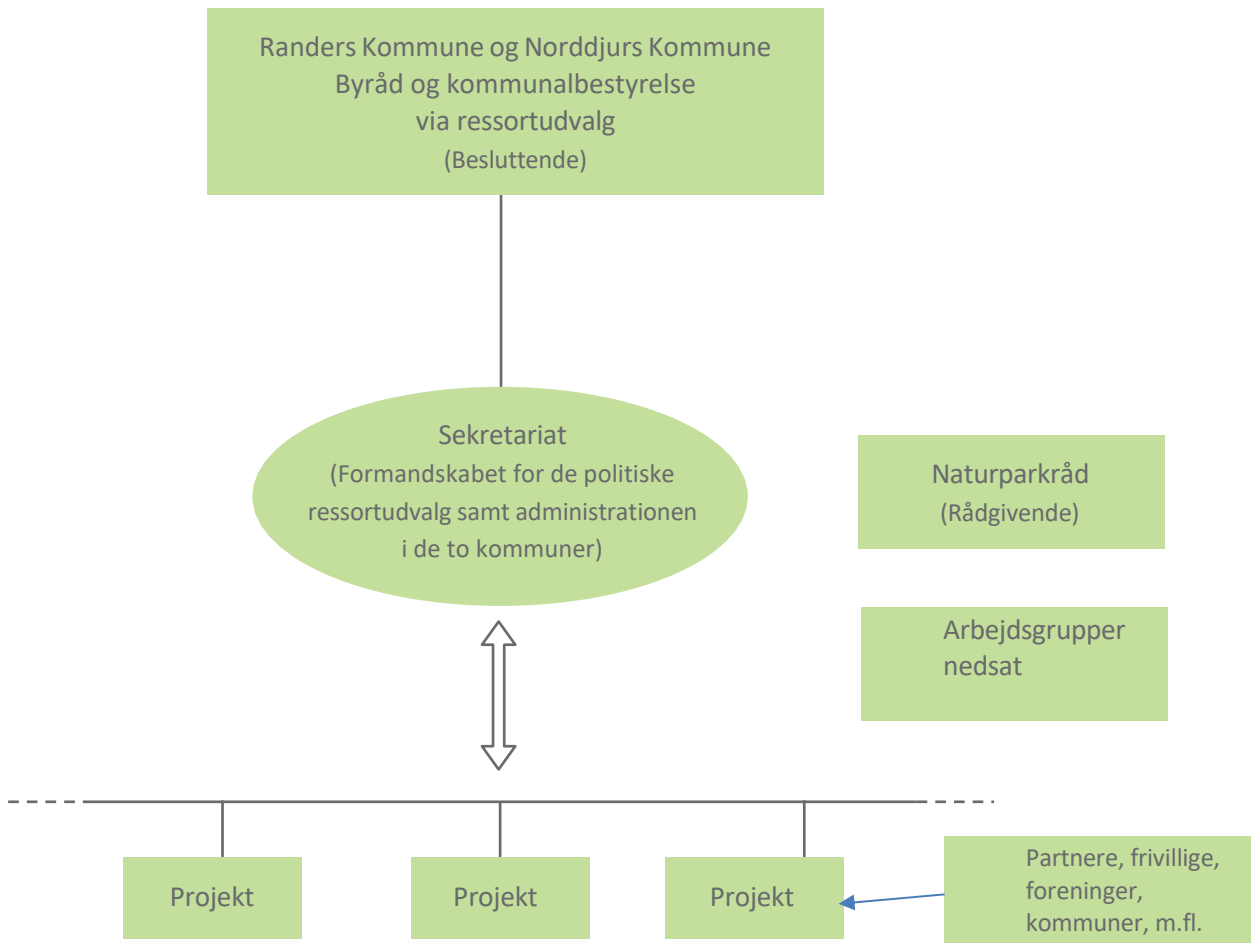 Randers Kommune og Norddjurs Kommune
Byråd og kommunalbestyrelse
via ressortudvalg
(Besluttende)
Sekretariat
(Formandskabet for de politiske
ressortudvalg samt administrationen
i de to kommuner)
Naturparkråd
(Rådgivende)
Arbejdsgrupper
nedsat
Projekt
Projekt
Projekt
Partnere, frivillige,
foreninger,
kommuner, m.fl.